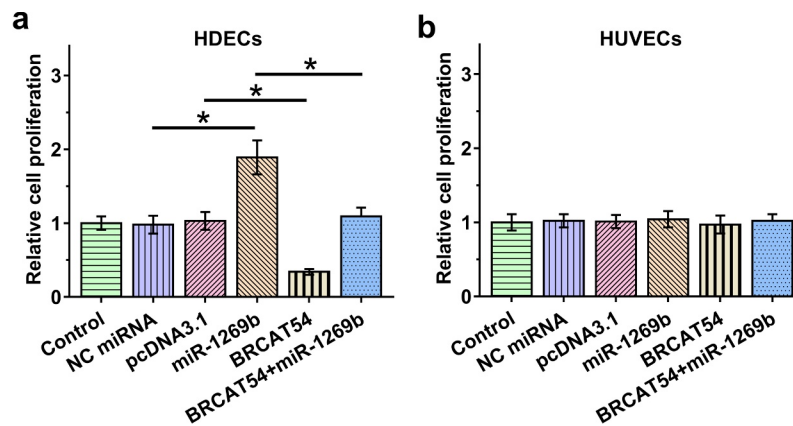 a
HDECs
Relative cell proliferation
3
2
1
0
*
*
*
Control
NC miRNA
pcDNA3.1
miR-1269b
BRCAT54
BRCAT54+miR-1269b
b
HUVECs
Relative cell proliferation
3
2
1
0
Control
NC miRNA
pcDNA3.1
miR-1269b
BRCAT54
BRCAT54+miR-1269b